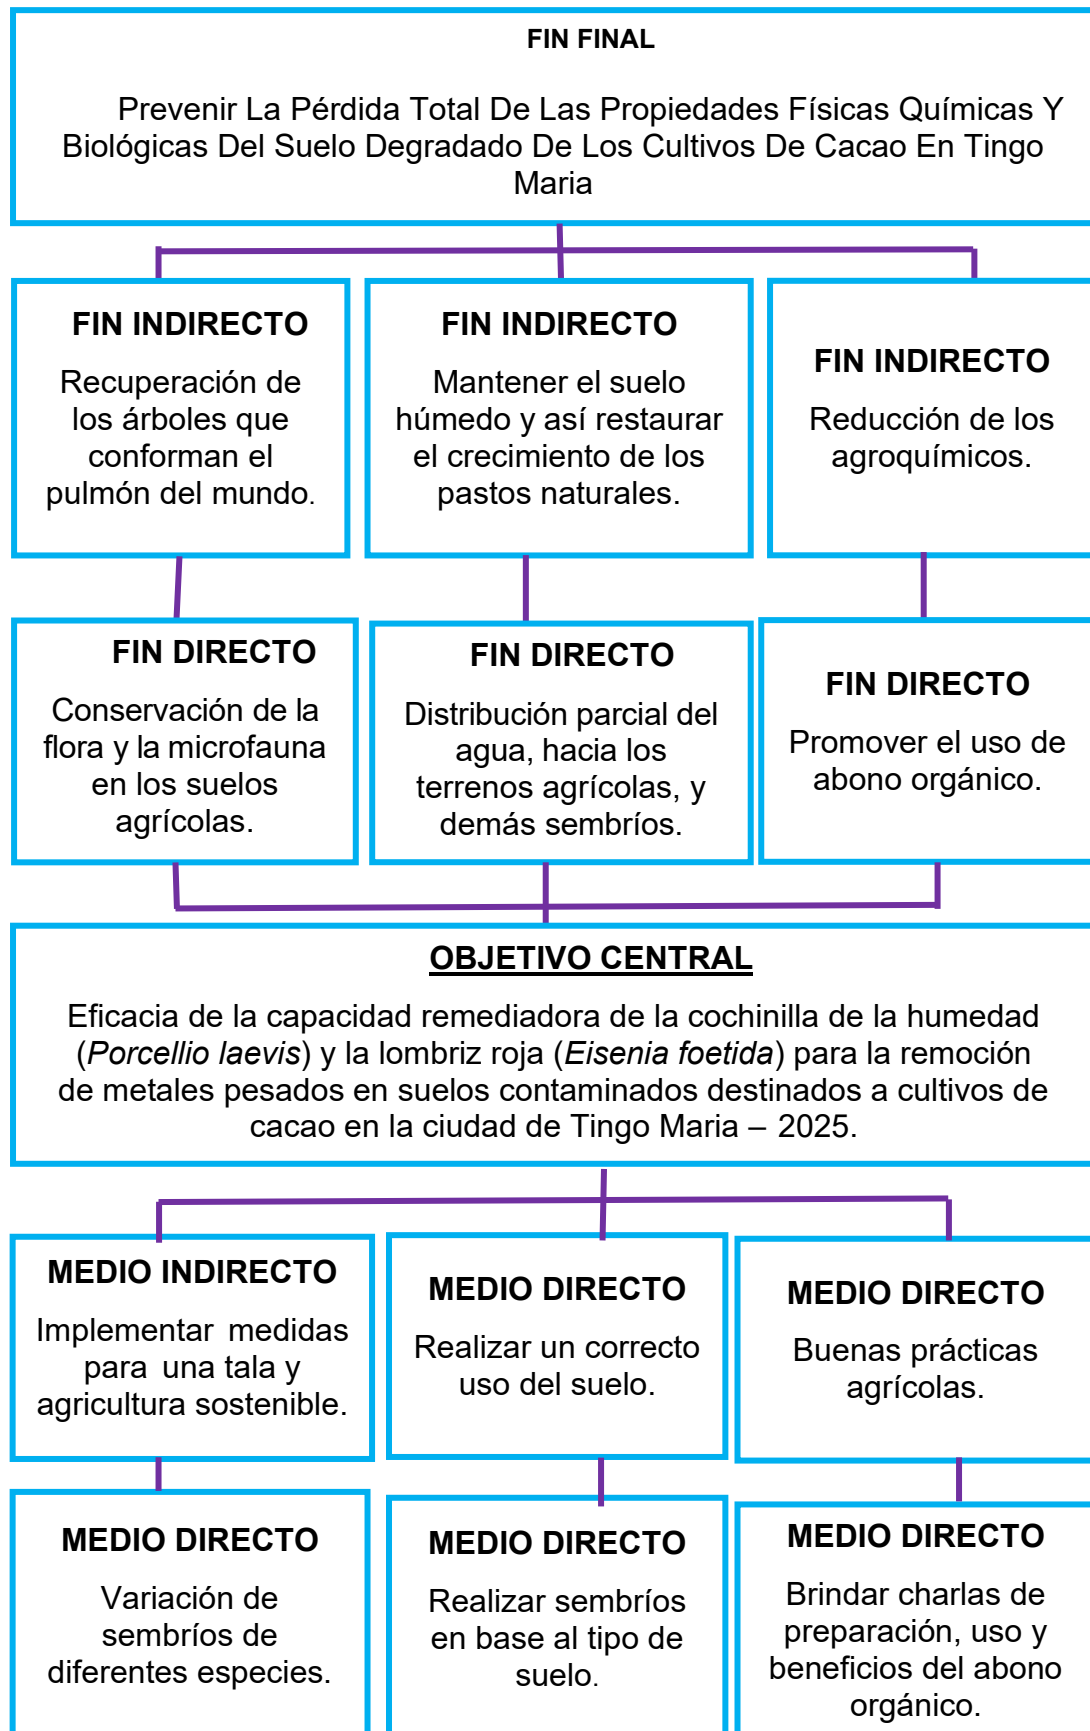 FIN FINAL
Prevenir La Pérdida Total De Las Propiedades Físicas Químicas Y
Biológicas Del Suelo Degradado De Los Cultivos De Cacao En Tingo
Maria
FIN INDIRECTO
Recuperación de
los árboles que
conforman el
pulmón del mundo.
FIN INDIRECTO
Mantener el suelo
húmedo y así restaurar
el crecimiento de los
pastos naturales.
FIN INDIRECTO
Reducción de los
agroquímicos.
FIN DIRECTO
Conservación de la
flora y la microfauna
en los suelos
agrícolas.
FIN DIRECTO
Distribución parcial del
agua, hacia los
terrenos agrícolas, y
demás sembríos.
FIN DIRECTO
Promover el uso de
abono orgánico.
OBJETIVO CENTRAL
Eficacia de la capacidad remediadora de la cochinilla de la humedad
(Porcellio laevis) y la lombriz roja (Eisenia foetida) para la remoción
de metales pesados en suelos contaminados destinados a cultivos de
cacao en la ciudad de Tingo Maria – 2025.
MEDIO INDIRECTO
Implementar medidas
para una tala y
agricultura sostenible.
MEDIO DIRECTO
Realizar un correcto
uso del suelo.
MEDIO DIRECTO
Buenas prácticas
agrícolas.
MEDIO DIRECTO
Variación de
sembríos de
diferentes especies.
MEDIO DIRECTO
Realizar sembríos
en base al tipo de
suelo.
MEDIO DIRECTO
Brindar charlas de
preparación, uso y
beneficios del abono
orgánico.